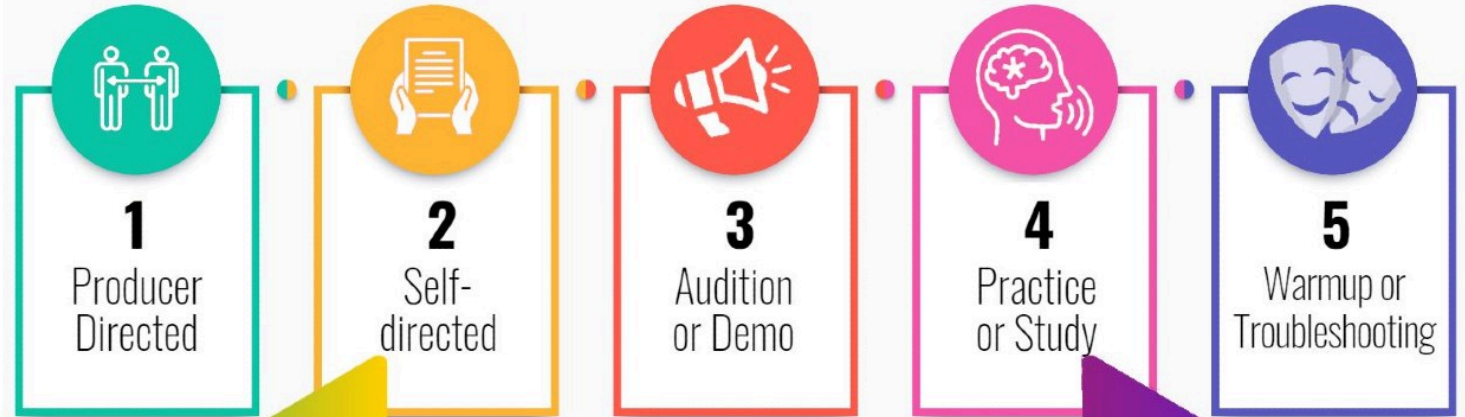 1
Producer
Directed
2
Self-
directed
3
Audition
or Demo
4
Practice
or Study
5
Warmup or
Troubleshooting